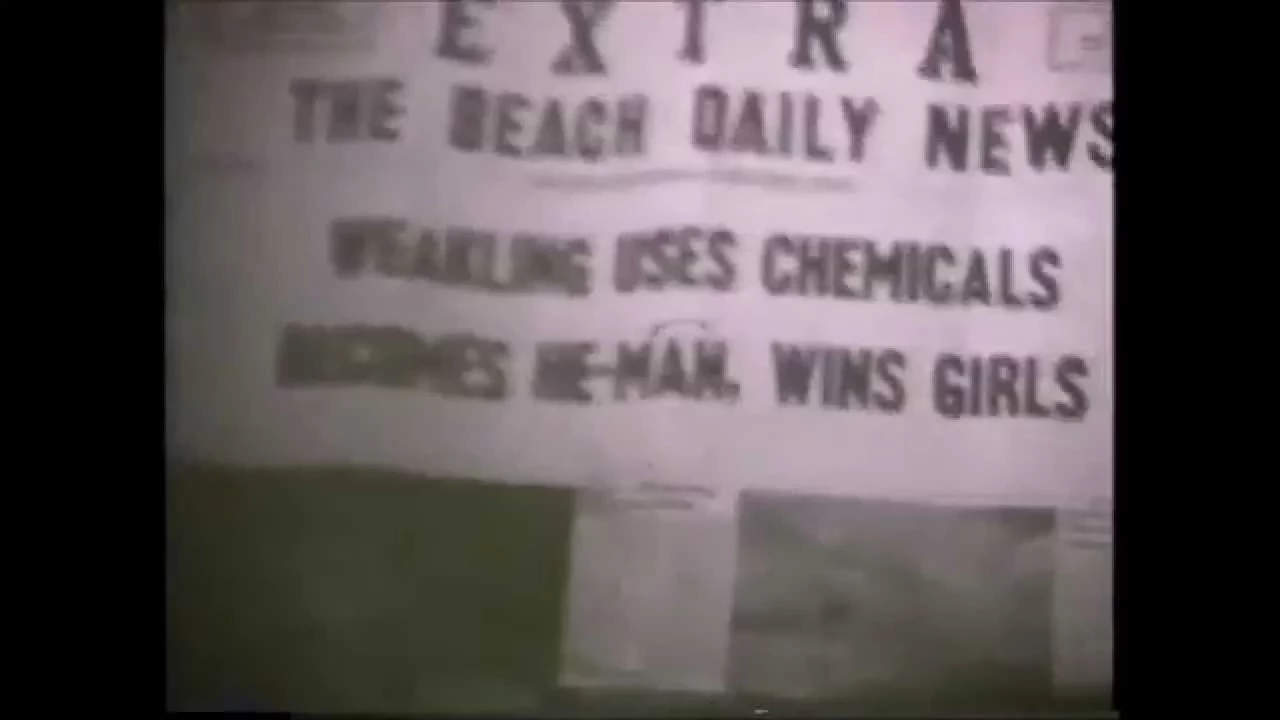 EXTRA
THE BEACH DAILY NEWS
WEAKLING USES CHEMICALS
BECOMES HE-MAN, WINS GIRLS